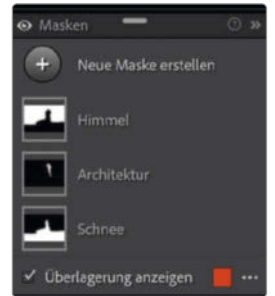 Masken
Neue Maske erstellen
Himmel
Architektur
Schnee
Überlagerung anzeigen